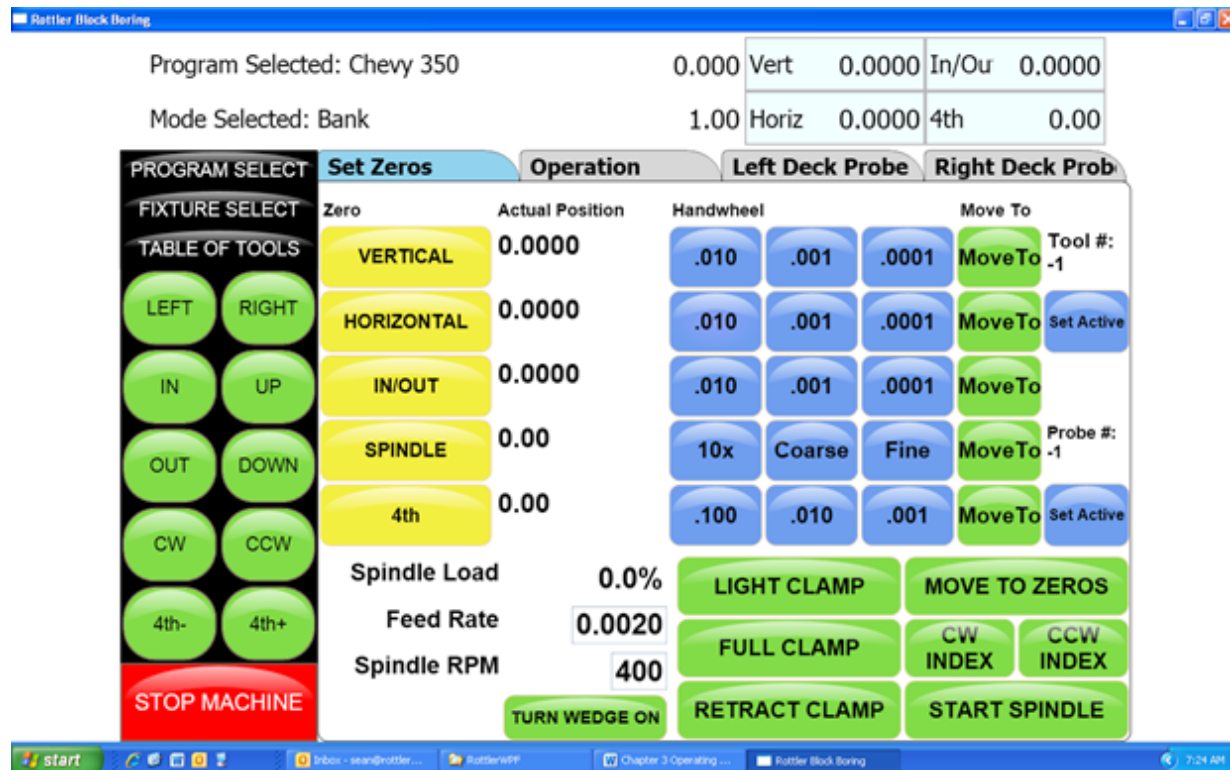 Rottler Block Boring
Program Selected: Chevy 350 0.000 Vert 0.0000 In/Ou 0.0000
Mode Selected: Bank 1.00 Horiz 0.0000 4th 0.00
PROGRAM SELECT Set Zeros Operation Left Deck Probe Right Deck Prob
FIXTURE SELECT Zero Actual Position Handwheel Move To
TABLE OF TOOLS VERTICAL 0.0000 .010 .001 .0001 MoveTo Tool #: -1
LEFT RIGHT HORIZONTAL 0.0000 .010 .001 .0001 MoveTo Set Active
IN UP IN/OUT 0.0000 .010 .001 .0001 MoveTo
OUT DOWN SPINDLE 0.00 10x Coarse Fine MoveTo Probe #: -1
CW CCW 4th 0.00 .100 .010 .001 MoveTo Set Active
Spindle Load 0.0% LIGHT CLAMP MOVE TO ZEROS
4th- 4th+ Feed Rate 0.0020 FULL CLAMP CW INDEX CCW INDEX
Spindle RPM 400
STOP MACHINE TURN WEDGE ON RETRACT CLAMP START SPINDLE
start Inbox - sean@rottler... RottlerWPF Chapter 3 Operating ... Rottler Block Boring 7:24 AM